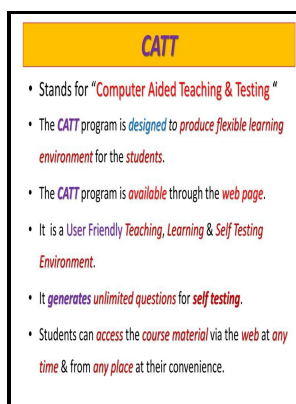 CATT
• Stands for “Computer Aided Teaching & Testing “
• The CATT program is designed to produce flexible learning
environment for the students.
• The CATT program is available through the web page.
• It is a User Friendly Teaching, Learning & Self Testing
Environment.
• It generates unlimited questions for self testing.
• Students can access the course material via the web at any
time & from any place at their convenience.